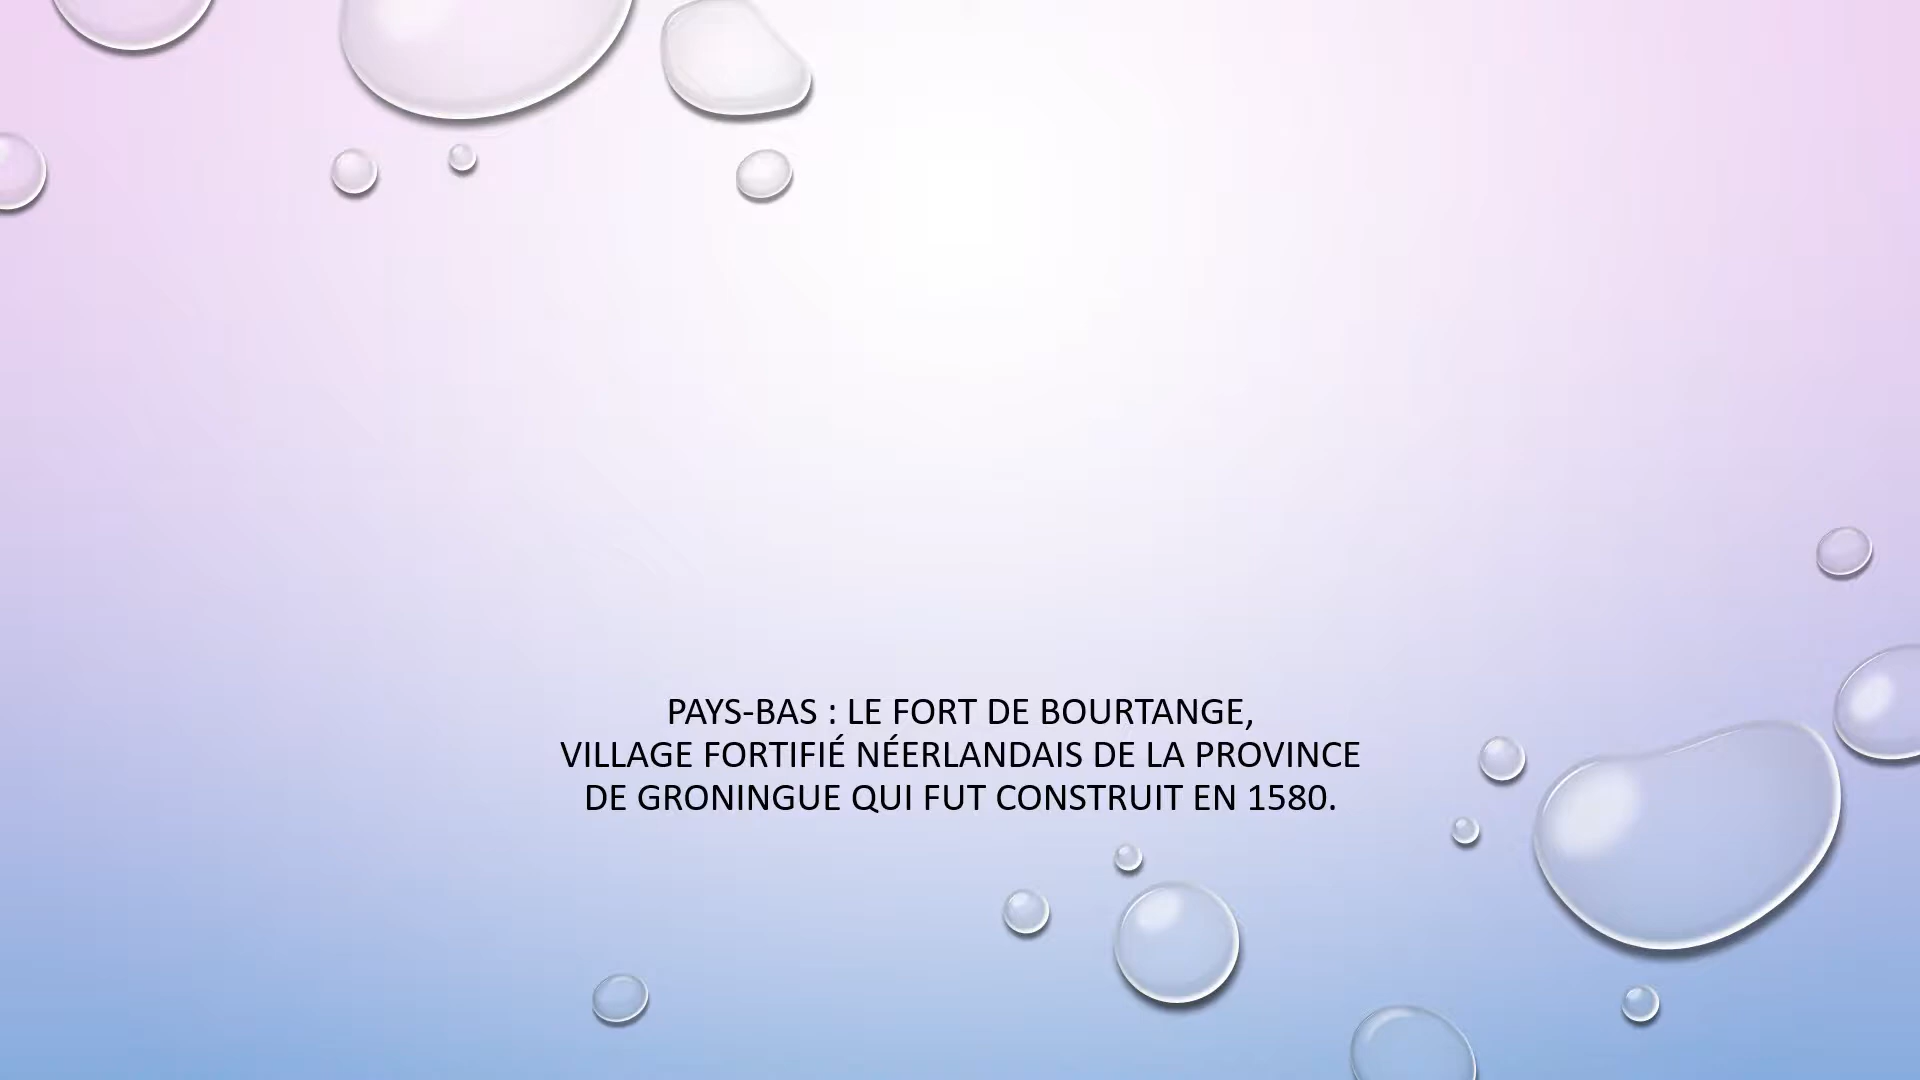 PAYS-BAS : LE FORT DE BOURTANGE,
VILLAGE FORTIFIÉ NÉERLANDAIS DE LA PROVINCE
DE GRONINGUE QUI FUT CONSTRUIT EN 1580.